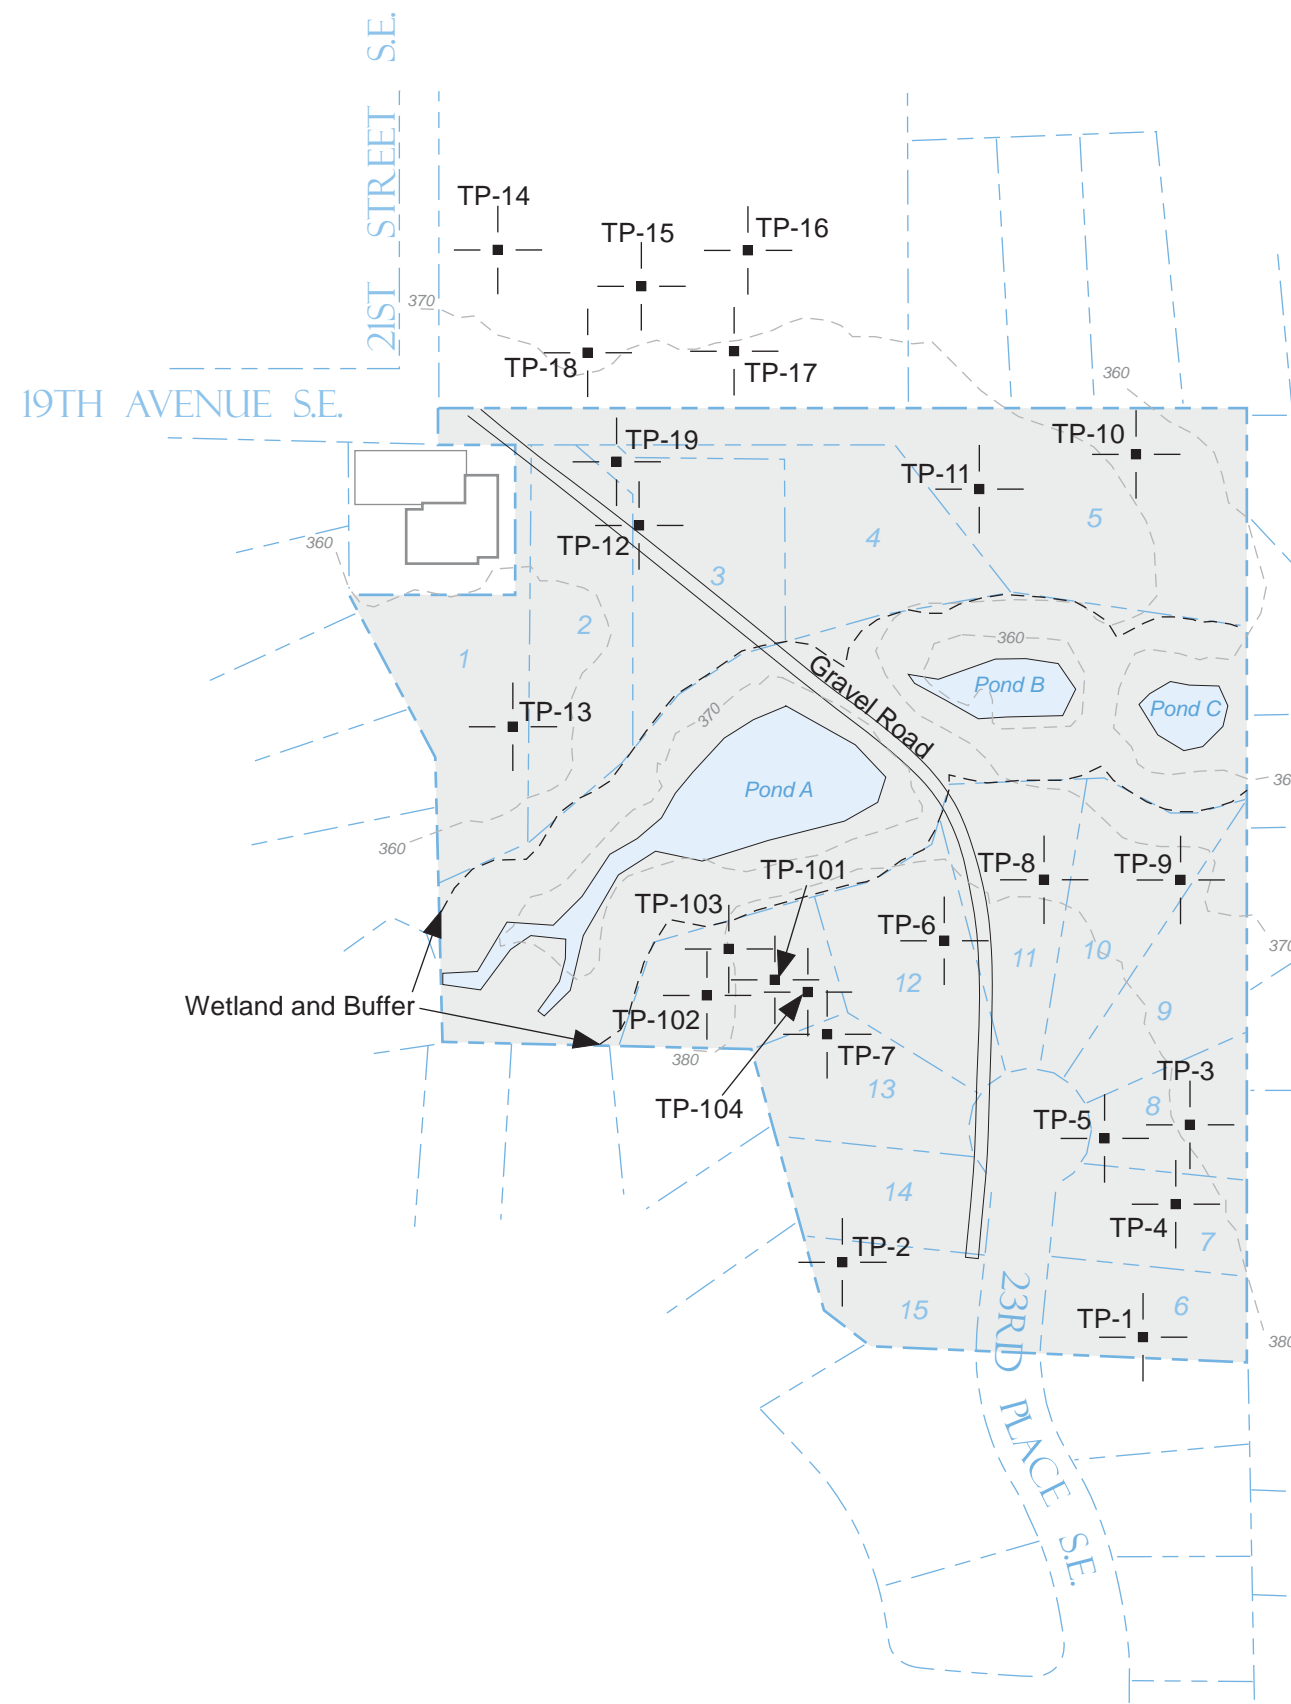 21ST STREET S.E.
TP-14
TP-15
TP-16
370
TP-18
TP-17
360
19TH AVENUE S.E.
TP-19
TP-10
TP-11
5
4
360
TP-12
3
2
1
360
Pond B
Gravel Road
Pond C
370
TP-13
Pond A
360
360
TP-101
TP-8
TP-9
TP-103
TP-6
370
11
10
12
Wetland and Buffer
TP-102
9
380
TP-7
TP-3
13
8
TP-104
TP-5
14
TP-4
7
TP-2
15
6
TP-1
380
23RD PLACE S.E.